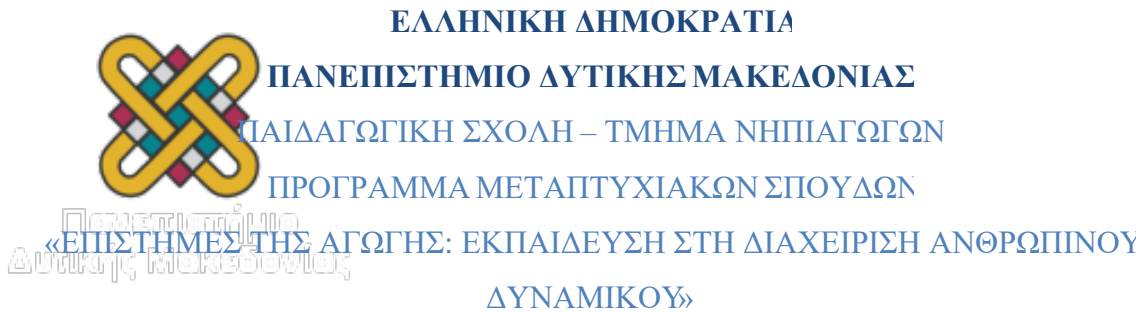 ΕΛΛΗΝΙΚΗ ΔΗΜΟΚΡΑΤΙΑ
ΠΑΝΕΠΙΣΤΗΜΙΟ ΔΥΤΙΚΗΣ ΜΑΚΕΔΟΝΙΑΣ
ΠΑΙΔΑΓΩΓΙΚΗ ΣΧΟΛΗ – ΤΜΗΜΑ ΝΗΠΙΑΓΩΓΩΝ
ΠΡΟΓΡΑΜΜΑ ΜΕΤΑΠΤΥΧΙΑΚΩΝ ΣΠΟΥΔΩΝ
Πανεπιστήμιο
«ΕΠΙΣΤΗΜΕΣ ΤΗΣ ΑΓΩΓΗΣ: ΕΚΠΑΙΔΕΥΣΗ ΣΤΗ ΔΙΑΧΕΙΡΙΣΗ ΑΝΘΡΩΠΙΝΟΥ
Δυτικής Μακεδονίας
ΔΥΝΑΜΙΚΟΥ»